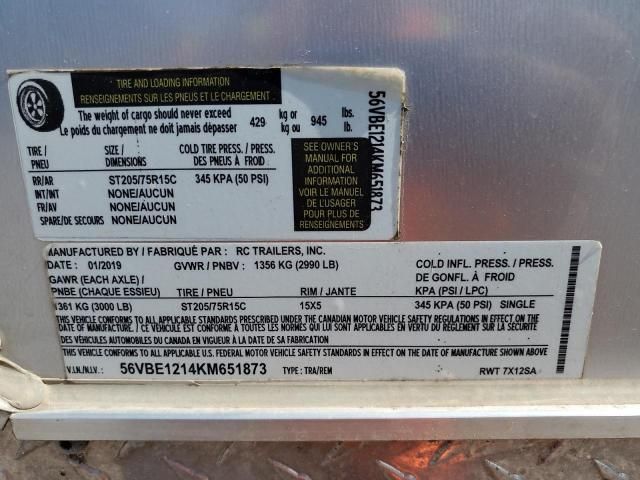 TIRE AND LOADING INFORMATION
RENSEIGNEMENTS SUR LES PNEUS ET LE CHARGEMENT
The weight of cargo should never exceed 429 kg or 945 lbs.
Le poids du chargement ne doit jamais dépasser kg ou lb.
TIRE / SIZE / COLD TIRE PRESS. /
PNEU DIMENSIONS DES PNEUS À FROID
RR/AR ST205/75R15C 345 KPA (50 PSI)
INT/INT NONE/AUCUN
FR/AV NONE/AUCUN
SPARE/DE SECOURS NONE/AUCUN
SEE OWNER'S
MANUAL FOR
ADDITIONAL
INFORMATION
VOIR LE MANUEL
DE L'USAGER
POUR PLUS DE
RENSEIGNEMENTS
56VBE1214KM651873
MANUFACTURED BY / FABRIQUÉ PAR : RC TRAILERS, INC.
DATE : 01/2019 GVWR / PNBV : 1356 KG (2990 LB)
COLD INFL. PRESS. / PRESS.
DE GONFL. À FROID
GAWR (EACH AXLE) /
PNBE (CHAQUE ESSIEU) TIRE / PNEU RIM / JANTE KPA (PSI / LPC)
1361 KG (3000 LB) ST205/75R15C 15X5 345 KPA (50 PSI) SINGLE
THIS VEHICLE CONFORMS TO ALL APPLICABLE STANDARDS PRESCRIBED UNDER THE CANADIAN MOTOR VEHICLE SAFETY
REGULATIONS IN EFFECT ON THE DATE OF MANUFACTURE / CE VÉHICULE EST CONFORME À TOUTES LES NORMES QUI LUI SONT APPLICABLES EN VERTU DU RÈGLEMENT SUR LA SÉCURITÉ
DES VÉHICULES AUTOMOBILES DU CANADA EN VIGUEUR À LA DATE DE SA FABRICATION
THIS VEHICLE CONFORMS TO ALL APPLICABLE U.S. FEDERAL MOTOR VEHICLE SAFETY STANDARDS IN EFFECT ON THE DATE OF MANUFACTURE SHOWN ABOVE.
V.I.N./N.I.V.: 56VBE1214KM651873 TYPE : TRA/REM RWT 7X12SA